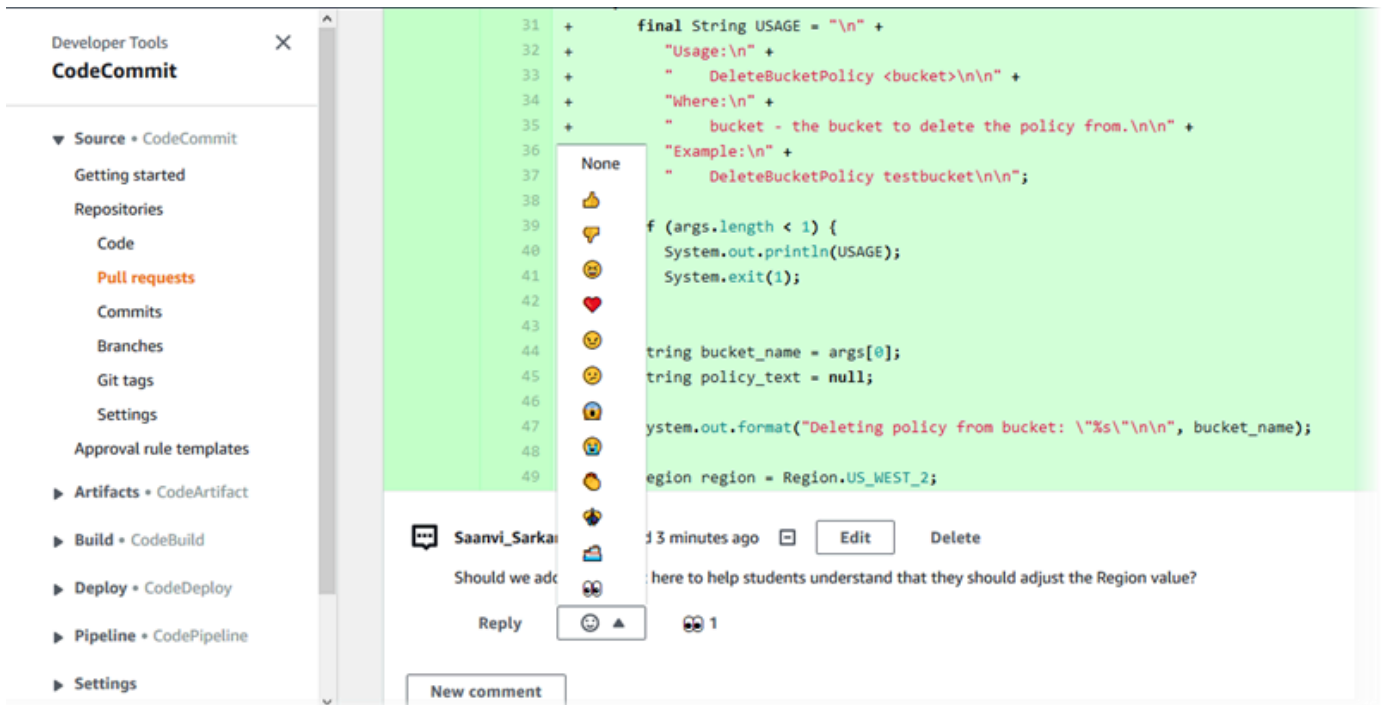 Developer Tools
CodeCommit
Source • CodeCommit
Getting started
Repositories
Code
Pull requests
Commits
Branches
Git tags
Settings
Approval rule templates
Artifacts • CodeArtifact
Build • CodeBuild
Deploy • CodeDeploy
Pipeline • CodePipeline
Settings
31 + final String USAGE = "\n" +
32 + "Usage:\n" +
33 + "    DeleteBucketPolicy <bucket>\n\n" +
34 + "Where:\n" +
35 + "    bucket - the bucket to delete the policy from.\n\n" +
36 "Example:\n" +
37 "    DeleteBucketPolicy testbucket\n\n";
38
39 f (args.length < 1) {
40 System.out.println(USAGE);
41 System.exit(1);
42
43
44 tring bucket_name = args[0];
45 tring policy_text = null;
46
47 ystem.out.format("Deleting policy from bucket: \"%s\"\n\n", bucket_name);
48
49 egion region = Region.US_WEST_2;
None
Saanvi_Sarka d 3 minutes ago Edit Delete
Should we add here to help students understand that they should adjust the Region value?
Reply 1
New comment